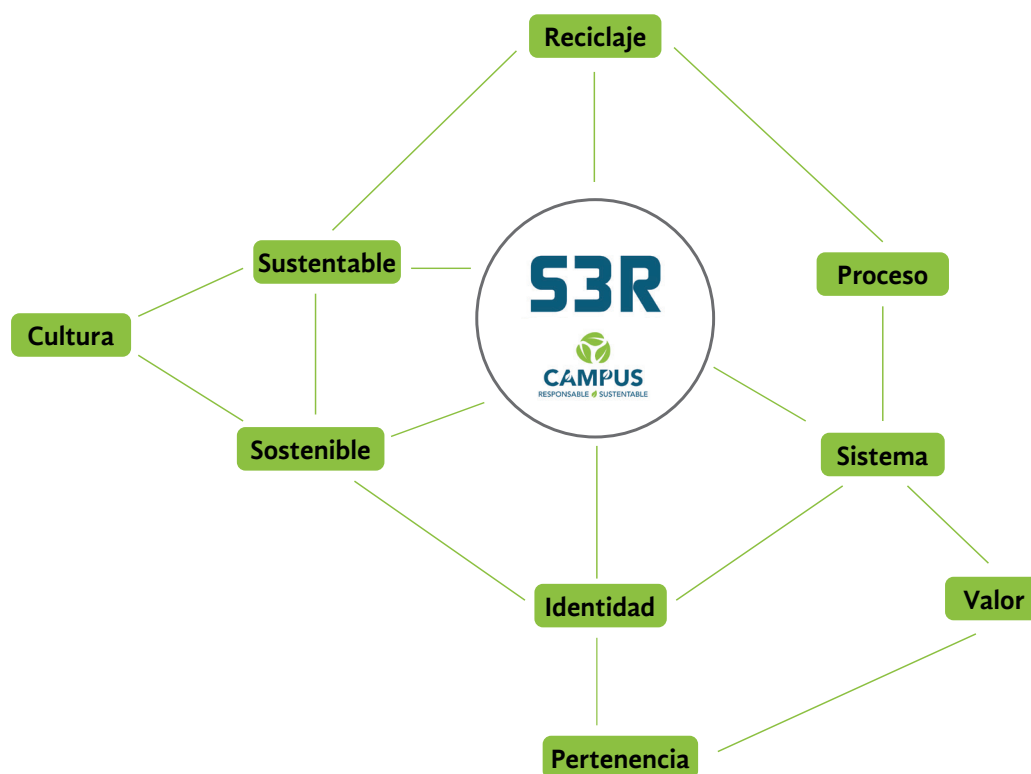 Reciclaje
Sustentable
S3R
Proceso
Cultura
CAMPUS
RESPONSABLE SUSTENTABLE
Sostenible
Sistema
Identidad
Valor
Pertenencia